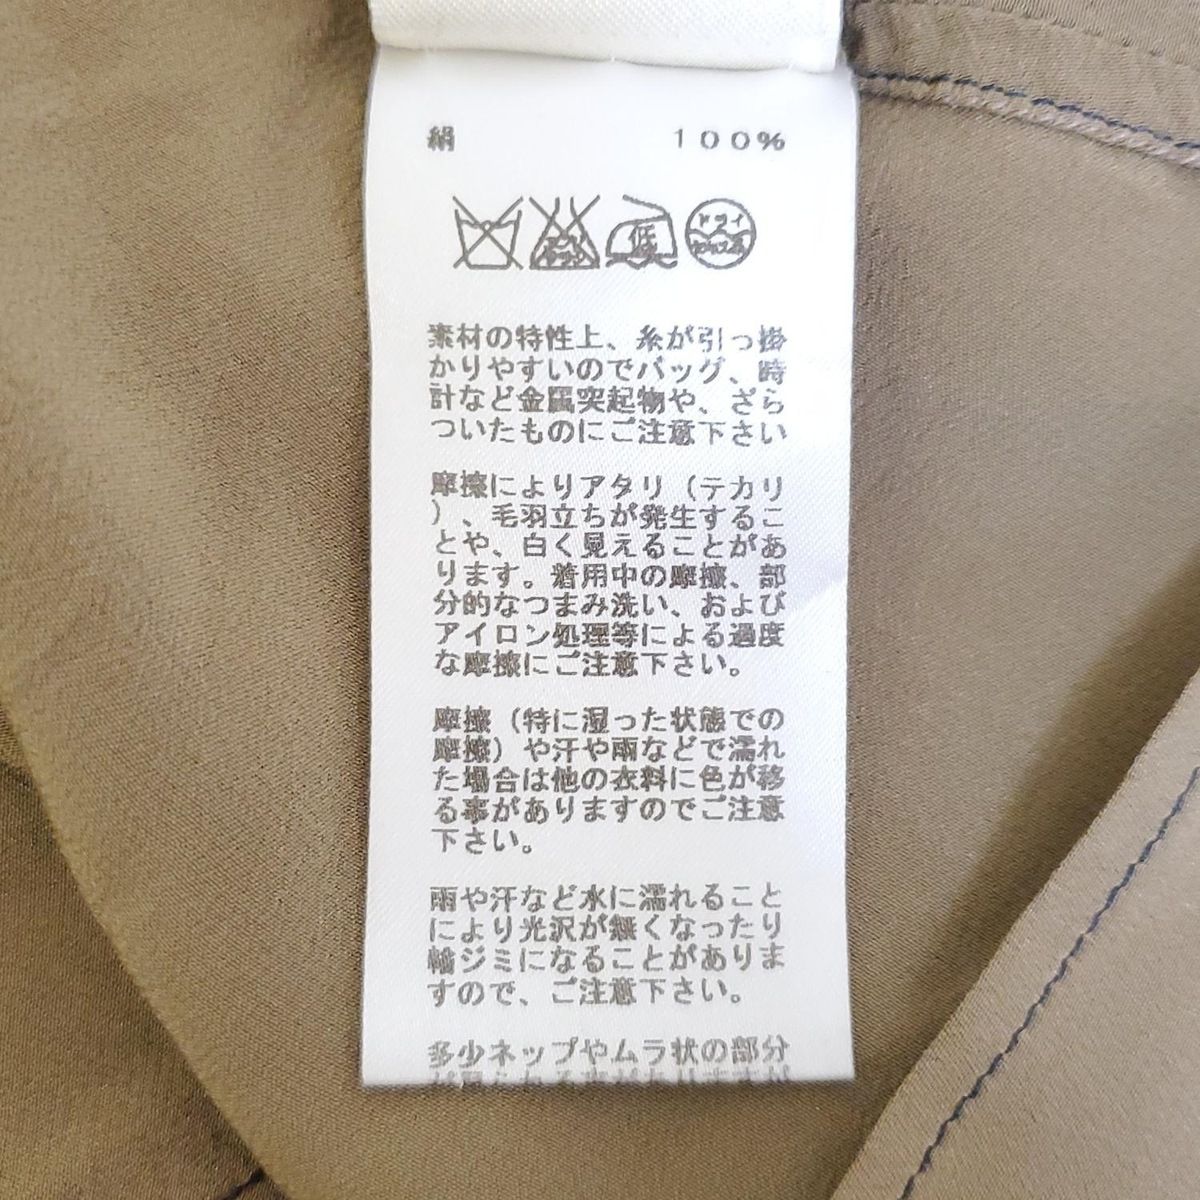 絹 100%
エンソ サラシ 低 ドライ セキユ系
素材の特性上、糸が引っ掛
かりやすいのでバッグ、時
計など金属突起物や、ざら
ついたものにご注意下さい
摩擦によりアタリ（テカリ
）、毛羽立ちが発生するこ
とや、白く見えることがあ
ります。着用中の摩擦、部
分的なつまみ洗い、および
アイロン処理等による過度
な摩擦にご注意下さい。
摩擦（特に湿った状態での
摩擦）や汗や雨などで濡れ
た場合は他の衣料に色が移
る事がありますのでご注意
下さい。
雨や汗など水に濡れること
により光沢が無くなったり
輪ジミになることがありま
すので、ご注意下さい。
多少ネップやムラ状の部分